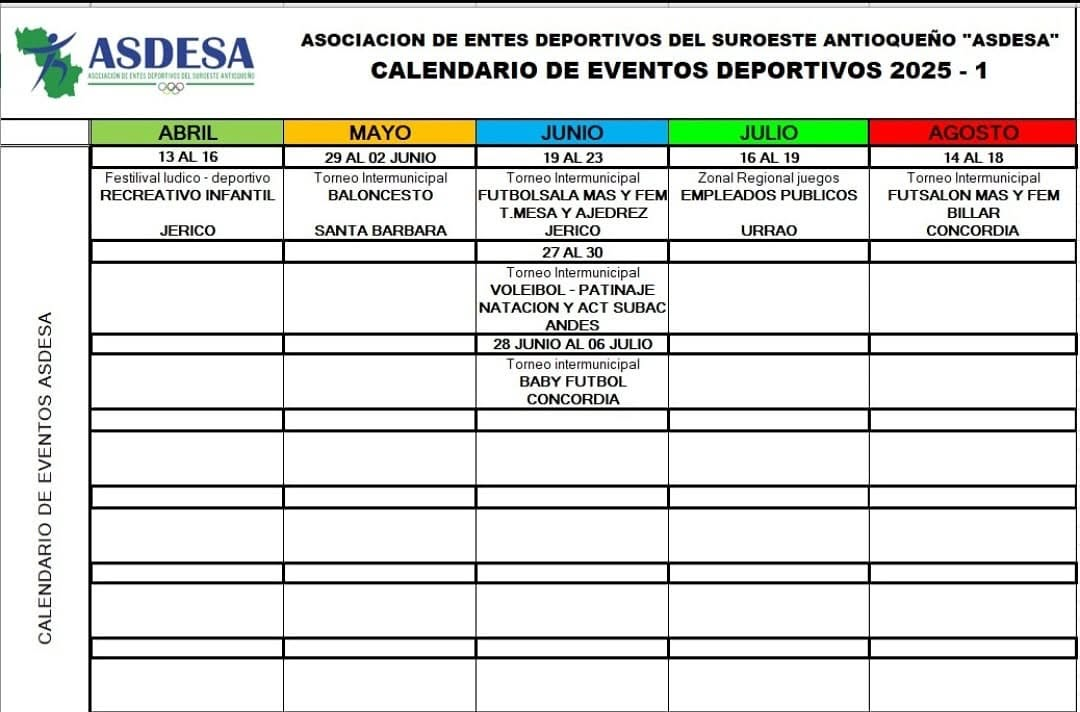 ASDESA
ASOCIACIÓN DE ENTES DEPORTIVOS DEL SUROESTE ANTIOQUEÑO
ASOCIACION DE ENTES DEPORTIVOS DEL SUROESTE ANTIOQUEÑO "ASDESA"
CALENDARIO DE EVENTOS DEPORTIVOS 2025 - 1
CALENDARIO DE EVENTOS ASDESA
ABRIL
13 AL 16
Festilival ludico - deportivo
RECREATIVO INFANTIL
JERICO
MAYO
29 AL 02 JUNIO
Torneo Intermunicipal
BALONCESTO
SANTA BARBARA
JUNIO
19 AL 23
Torneo Intermunicipal
FUTBOLSALA MAS Y FEM
T.MESA Y AJEDREZ
JERICO
27 AL 30
Torneo Intermunicipal
VOLEIBOL - PATINAJE
NATACION Y ACT SUBAC
ANDES
28 JUNIO AL 06 JULIO
Torneo intermunicipal
BABY FUTBOL
CONCORDIA
JULIO
16 AL 19
Zonal Regional juegos
EMPLEADOS PUBLICOS
URRAO
AGOSTO
14 AL 18
Torneo Intermunicipal
FUTSALON MAS Y FEM
BILLAR
CONCORDIA